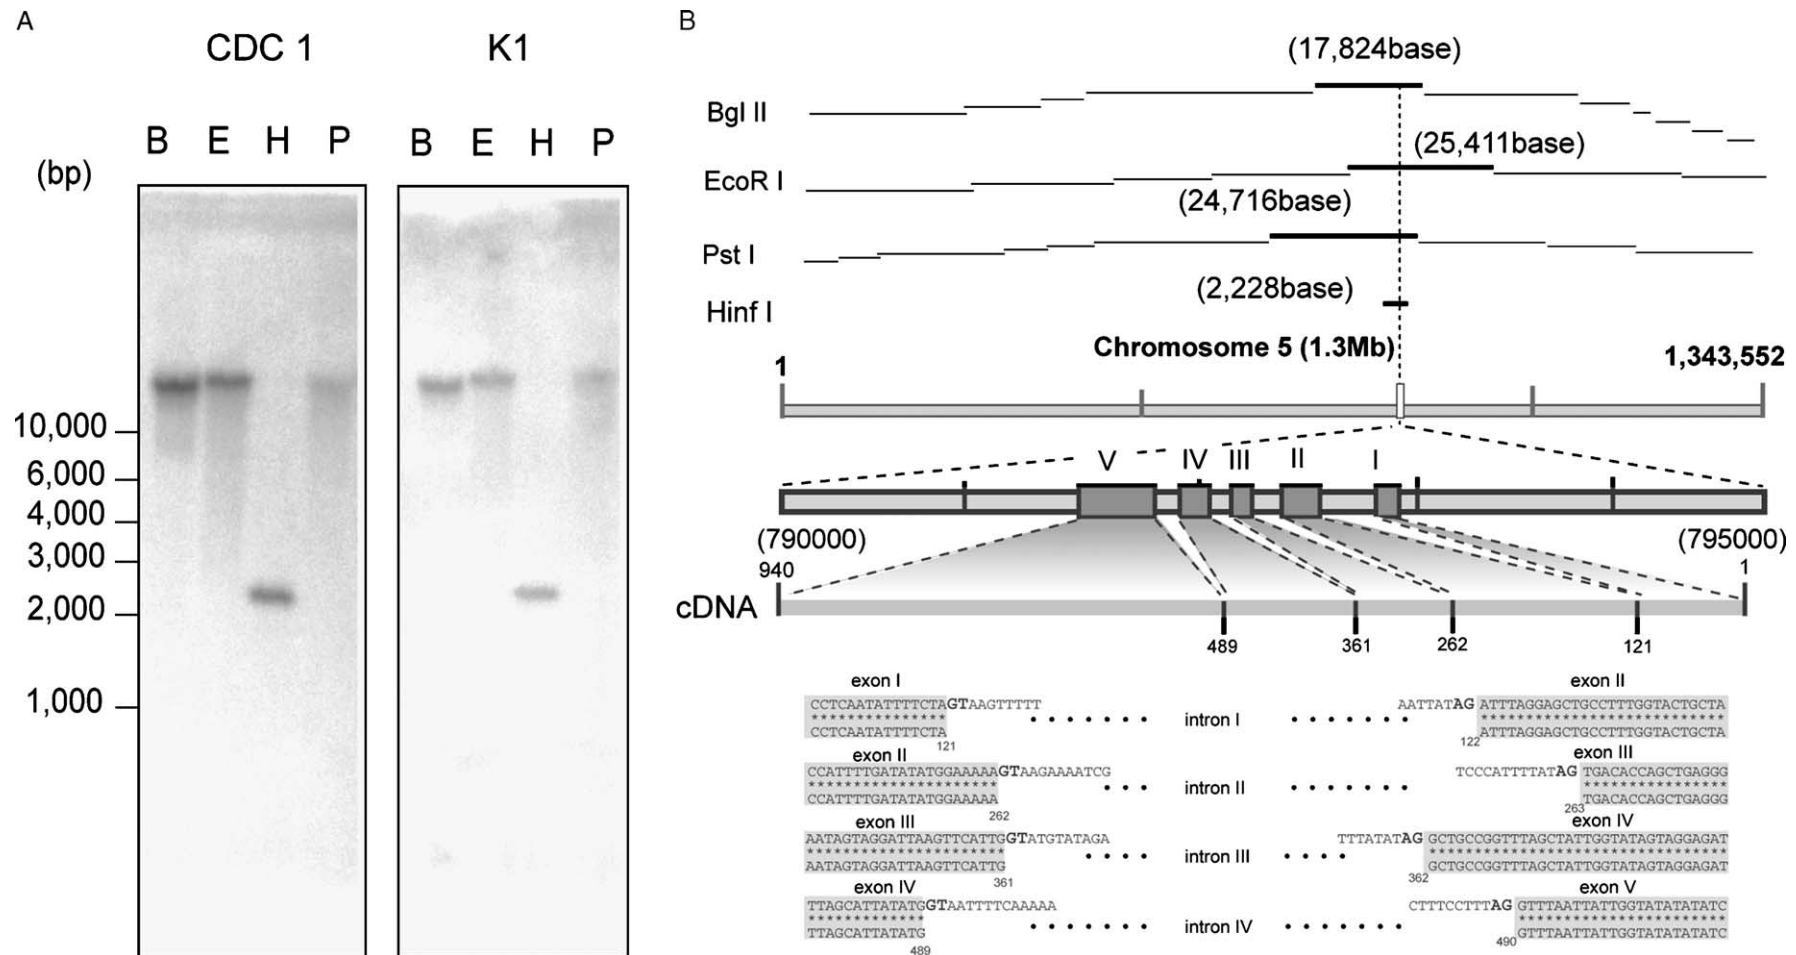 A
CDC 1
K1
B E H P
B E H P
(bp)
10,000
6,000
4,000
3,000
2,000
1,000
B
(17,824base)
Bgl II
(25,411base)
EcoR I
(24,716base)
Pst I
(2,228base)
Hinf I
Chromosome 5 (1.3Mb)
1
1,343,552
V IV III II I
(790000)
(795000)
940
1
cDNA
489 361 262 121
exon I
exon II
CCTCAATATTTTCTAGTAAGTTTTT
AATTATAGATTTAGGAGCTGCCTTTGGTACTGCTA
***************
intron I
***************************
CCTCAATATTTTCTA
ATTTAGGAGCTGCCTTTGGTACTGCTA
121
122
exon II
exon III
CCATTTTGATATATGGAAAAAGTAAGAAAATCG
TCCCATTTTATAGTGACACCAGCTGAGGG
*********************
intron II
****************
CCATTTTGATATATGGAAAAA
TGACACCAGCTGAGGG
262
263
exon III
exon IV
AATAGTAGGATTAAGTTCATTGGTATGTATAGA
TTTATATAGGCTGCCGGTTTAGCTATTGGTATAGTAGGAGAT
**********************
intron III
*********************************
AATAGTAGGATTAAGTTCATTG
GCTGCCGGTTTAGCTATTGGTATAGTAGGAGAT
361
362
exon IV
exon V
TTAGCATTATATGGTAATTTTCAAAAA
CTTTCCTTTAGGTTTAATTATTGGTATATATATC
*************
intron IV
***********************
TTAGCATTATATG
GTTTAATTATTGGTATATATATC
489
490